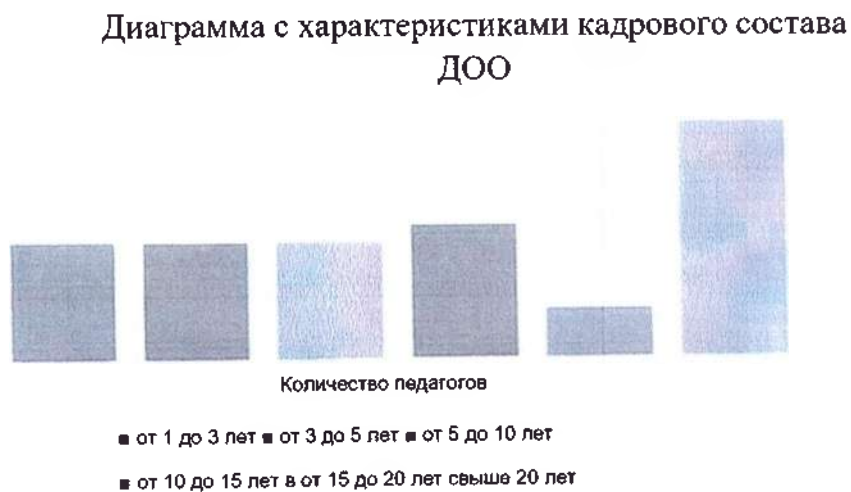 Диаграмма с характеристиками кадрового состава
ДОО
Количество педагогов
от 1 до 3 лет от 3 до 5 лет от 5 до 10 лет
от 10 до 15 лет в от 15 до 20 лет свыше 20 лет